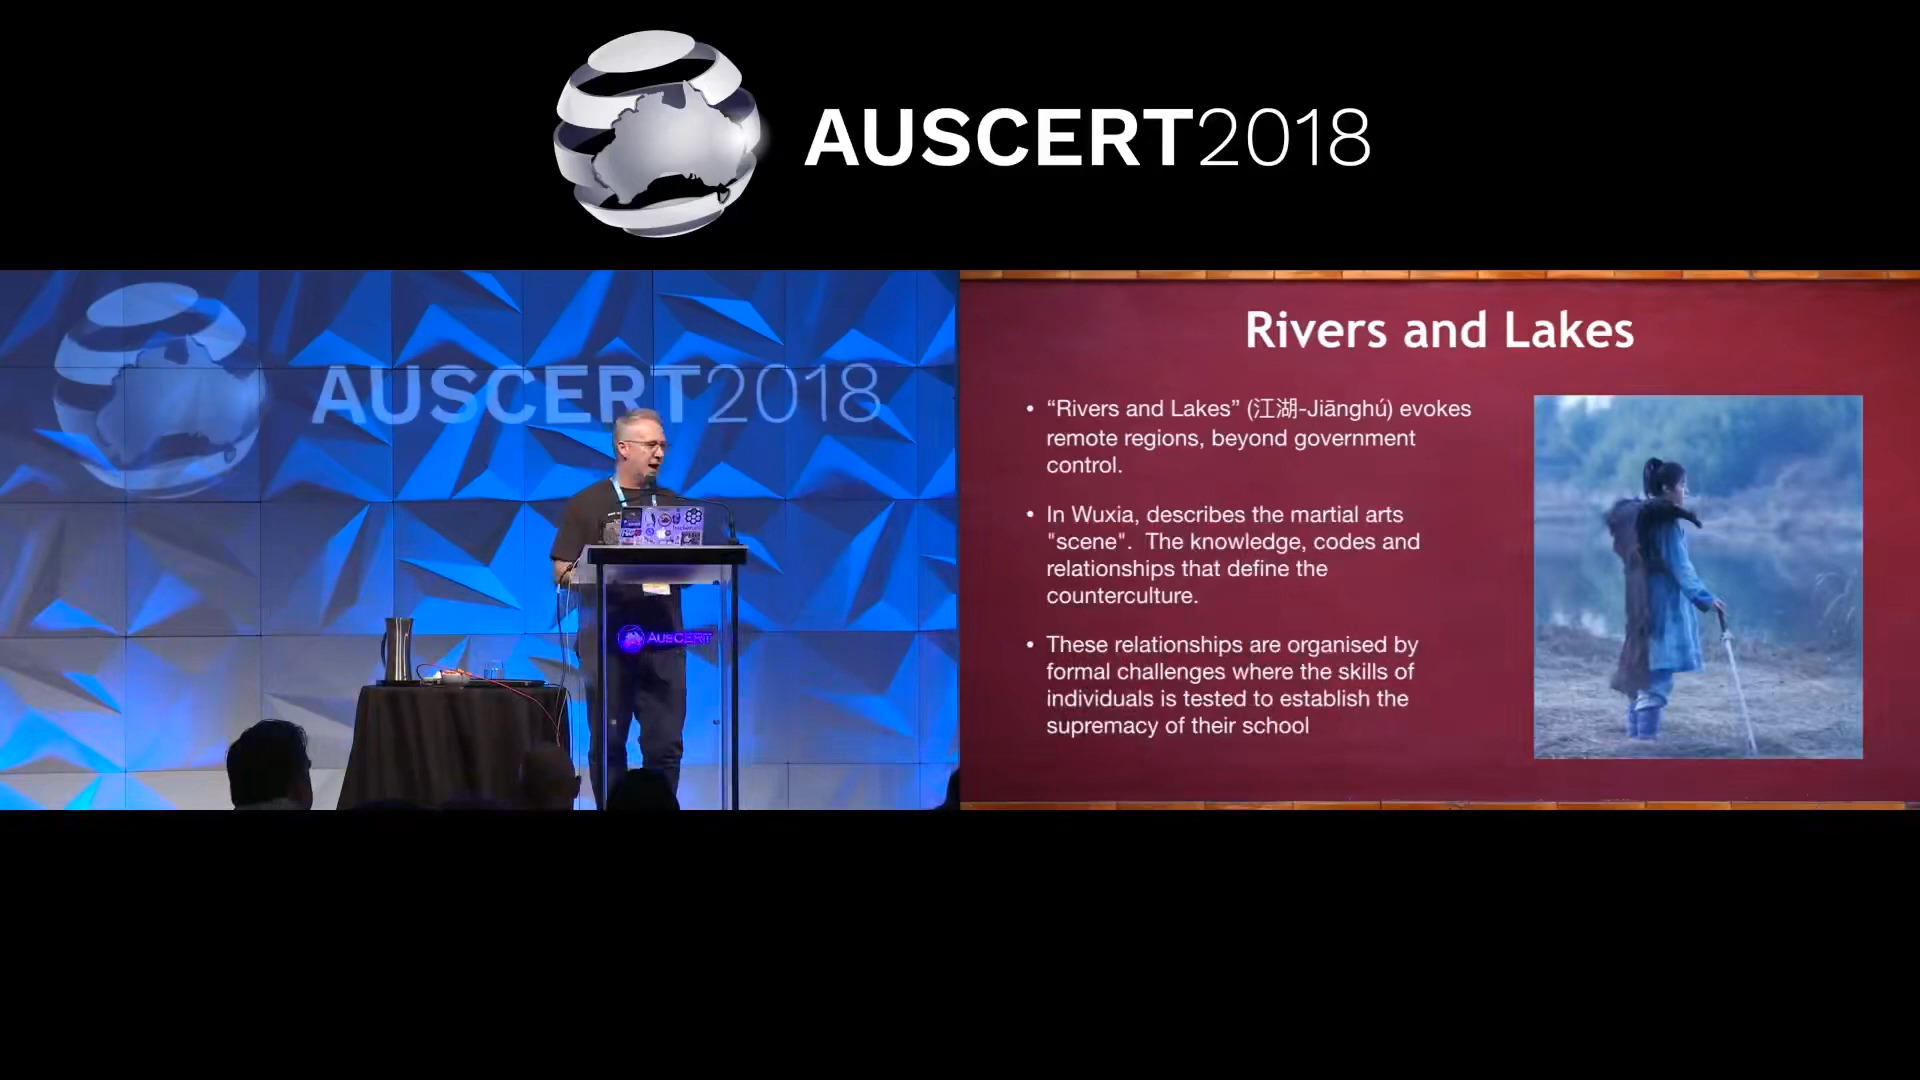 AUSCERT2018
AUSCERT2018
AUSCERT
Rivers and Lakes
• “Rivers and Lakes” (江湖-Jiānghú) evokes
remote regions, beyond government
control.
• In Wuxia, describes the martial arts
"scene".  The knowledge, codes and
relationships that define the
counterculture.
• These relationships are organised by
formal challenges where the skills of
individuals is tested to establish the
supremacy of their school